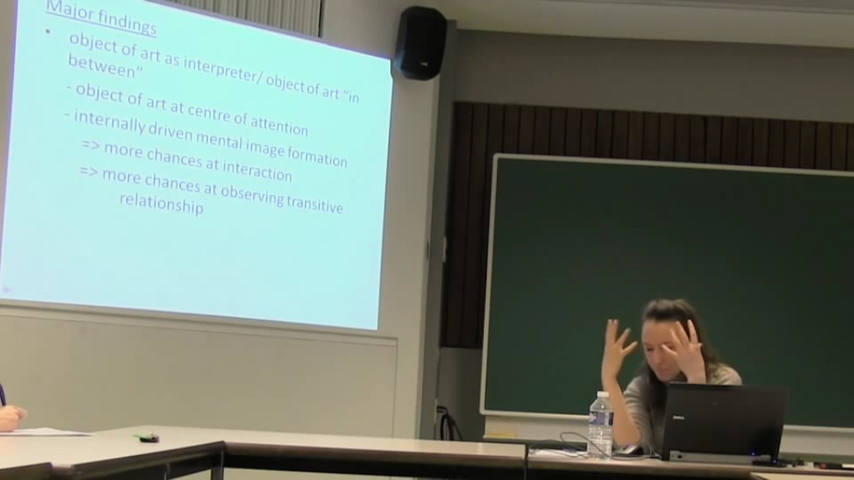 Major findings
• object of art as interpreter/ object of art "in
between"
- object of art at centre of attention
- internally driven mental image formation
=> more chances at interaction
=> more chances at observing transitive
relationship
DELL